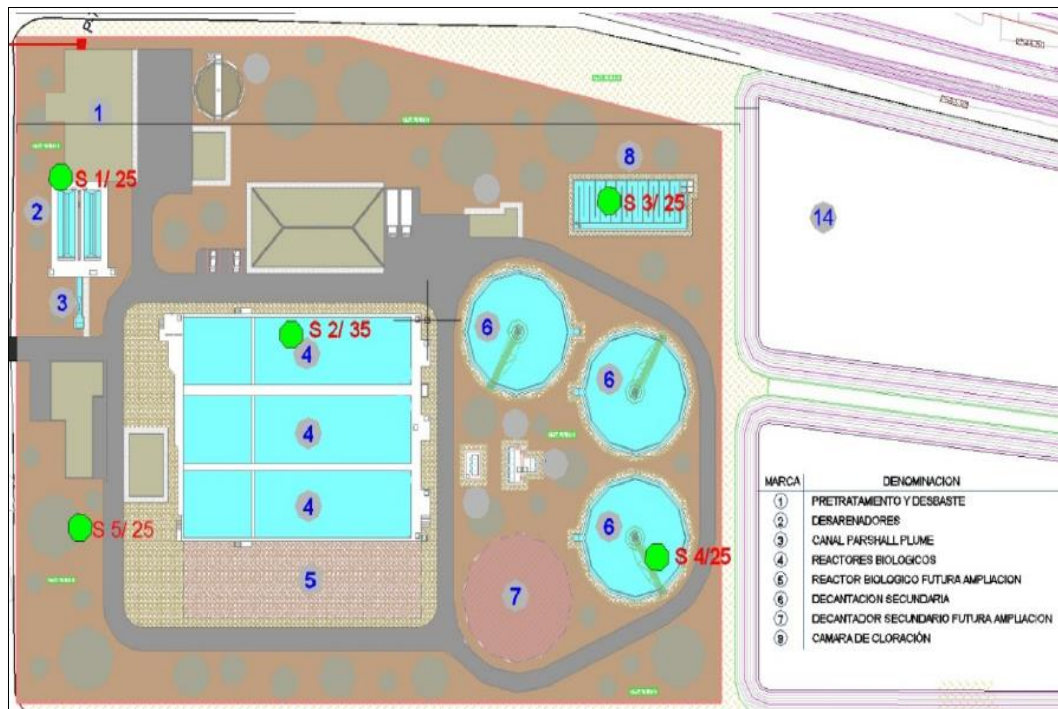 1
8
S 1/ 25
S 3/ 25
2
14
3
6
S 2/ 35
4
6
4
MARCA DENOMINACION
1 PRETRATAMIENTO Y DESBASTE
2 DESARENADORES
3 CANAL PARSHALL FLUME
4 REACTORES BIOLOGICOS
5 REACTOR BIOLOGICO FUTURA AMPLIACION
6 DECANTACION SECUNDARIA
7 DECANTADOR SECUNDARIO FUTURA AMPLIACION
CAMARA DE CLORACIÓN
4
6
S 5/ 25
S 4/25
5
7